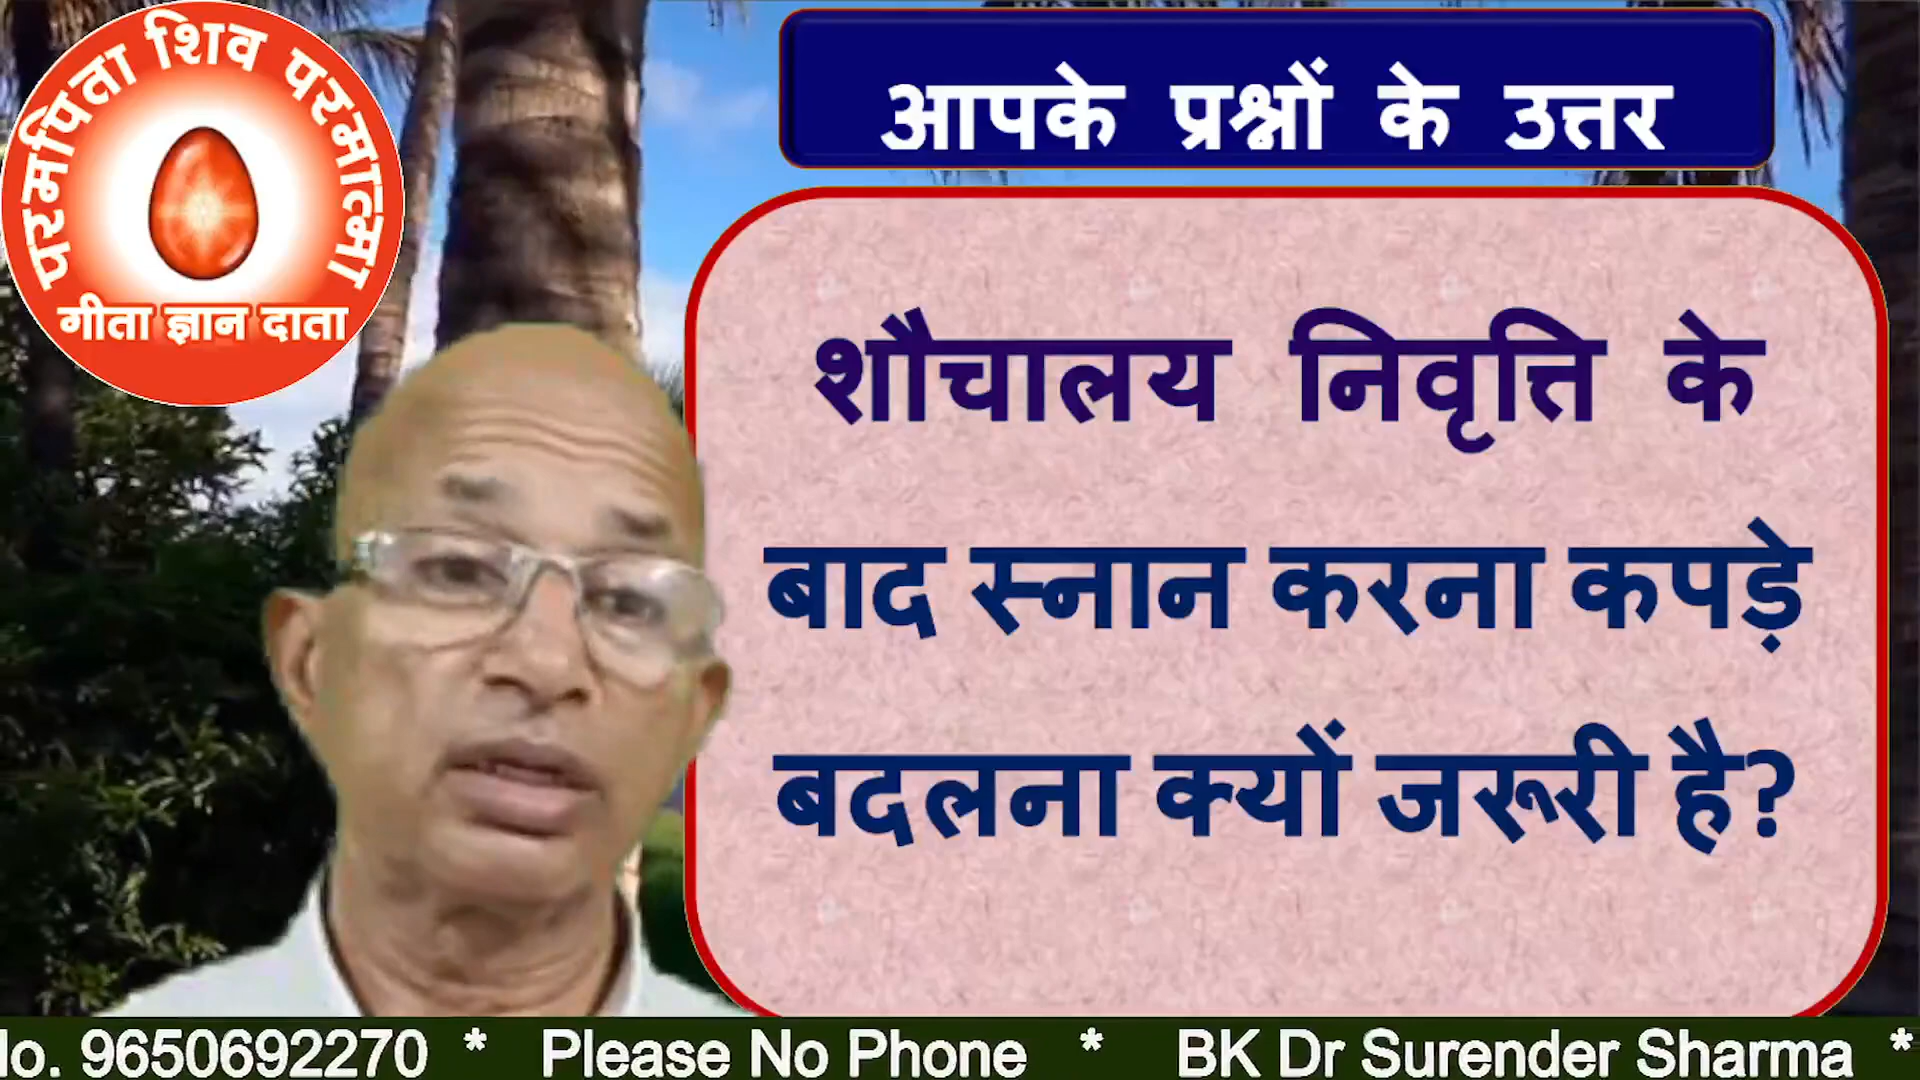 परमपिता शिव परमात्मा
गीता ज्ञान दाता
आपके प्रश्नों के उत्तर
शौचालय निवृत्ति के
बाद स्नान करना कपड़े
बदलना क्यों जरूरी है?
No. 9650692270 * Please No Phone * BK Dr Surender Sharma *